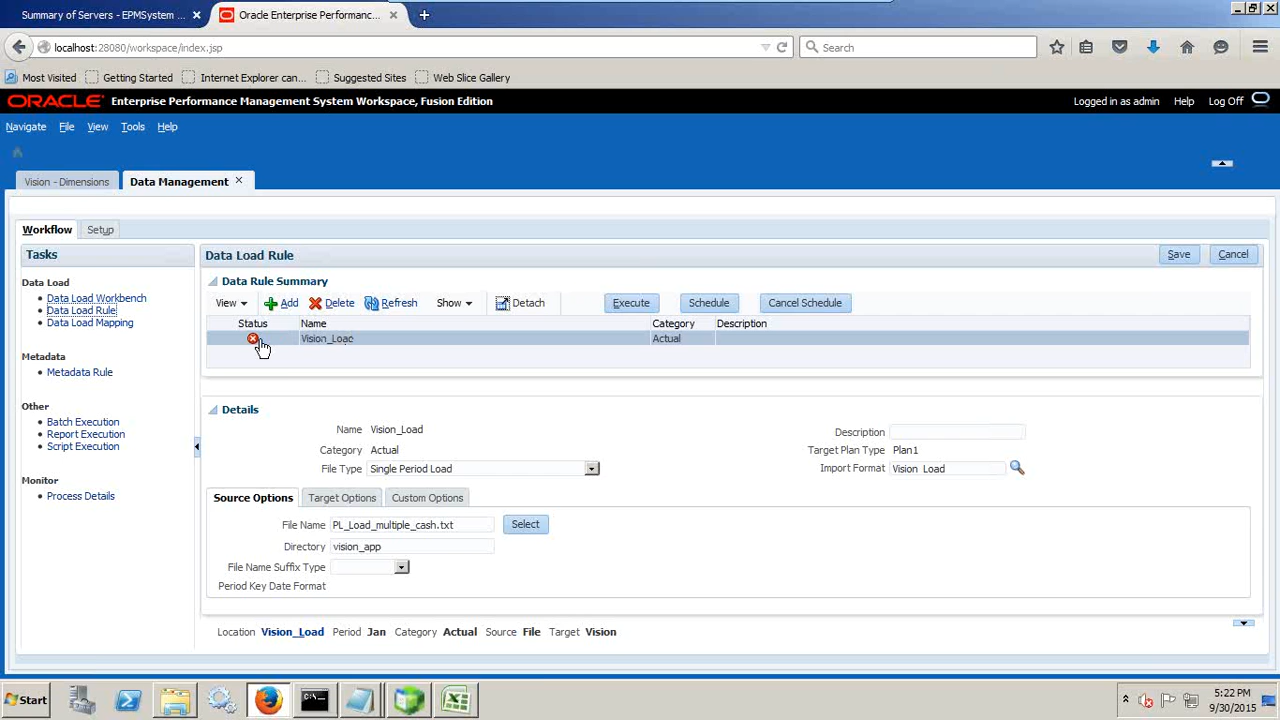 Summary of Servers - EPMSystem ...
Oracle Enterprise Performanc...
localhost:28080/workspace/index.jsp
Search
Most Visited
Getting Started
Internet Explorer can...
Suggested Sites
Web Slice Gallery
ORACLE Enterprise Performance Management System Workspace, Fusion Edition
Logged in as admin Help Log Off
Navigate File View Tools Help
Vision - Dimensions
Data Management
Workflow Setup
Tasks
Data Load
Data Load Workbench
Data Load Rule
Data Load Mapping
Metadata
Metadata Rule
Other
Batch Execution
Report Execution
Script Execution
Monitor
Process Details
Data Load Rule
Save Cancel
Data Rule Summary
View Add Delete Refresh Show Detach Execute Schedule Cancel Schedule
Status Name Category Description
Vision_Load Actual
Details
Name Vision_Load
Category Actual
File Type Single Period Load
Description
Target Plan Type Plan1
Import Format Vision_Load
Source Options Target Options Custom Options
File Name PL_Load_multiple_cash.txt Select
Directory vision_app
File Name Suffix Type
Period Key Date Format
Location Vision_Load Period Jan Category Actual Source File Target Vision
Start
5:22 PM
9/30/2015